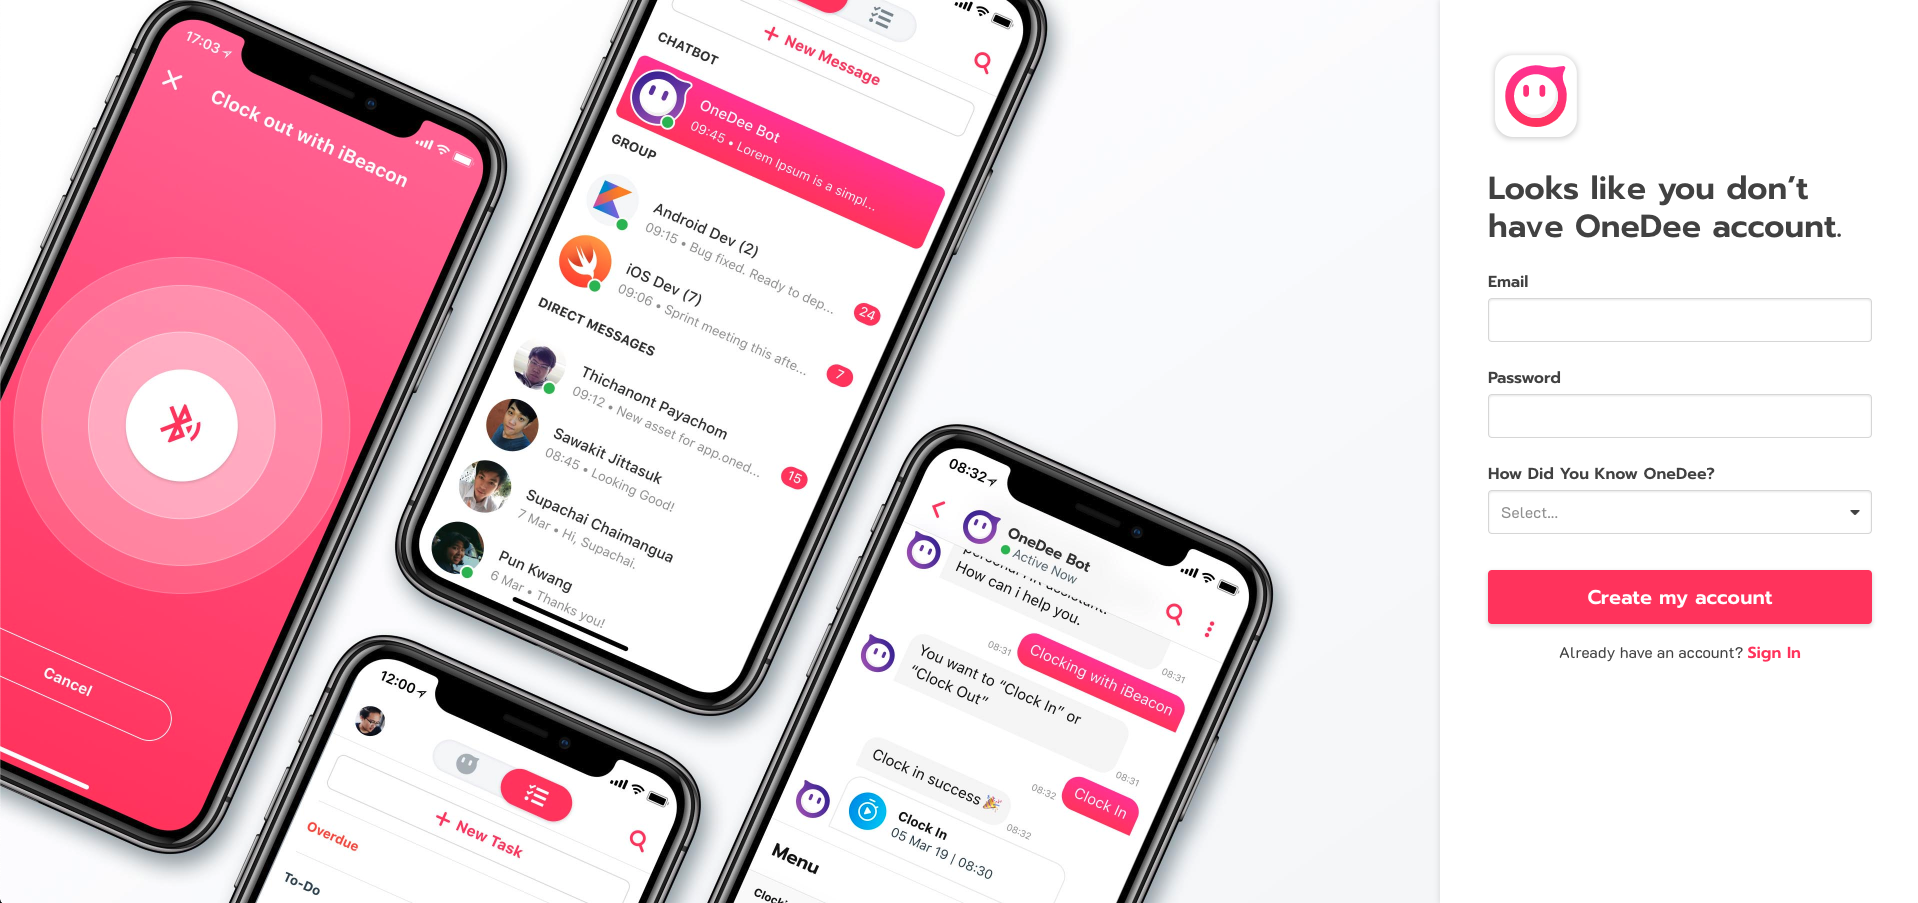 17:03
Clock out with iBeacon
Cancel
+ New Message
CHATBOT
OneDee Bot
09:45 • Lorem Ipsum is a simpl...
GROUP
Android Dev (2)
09:15 • Bug fixed. Ready to dep...
24
iOS Dev (7)
09:06 • Sprint meeting this afte...
7
DIRECT MESSAGES
Thichanont Payachom
09:12 • New asset for app.oned...
15
Sawakit Jittasuk
08:45 • Looking Good!
Supachai Chaimangua
7 Mar • Hi, Supachai.
Pun Kwang
6 Mar • Thanks you!
12:00
+ New Task
Overdue
To-Do
08:32
OneDee Bot
Active Now
How can i help you.
08:31
08:31
Clocking with iBeacon
You want to “Clock In” or
“Clock Out”
08:31
08:32
Clock In
Clock in success 🎉
08:32
Clock In
05 Mar 19 | 08:30
Menu
Looks like you don’t
have OneDee account.
Email
Password
How Did You Know OneDee?
Select...
Create my account
Already have an account? Sign In